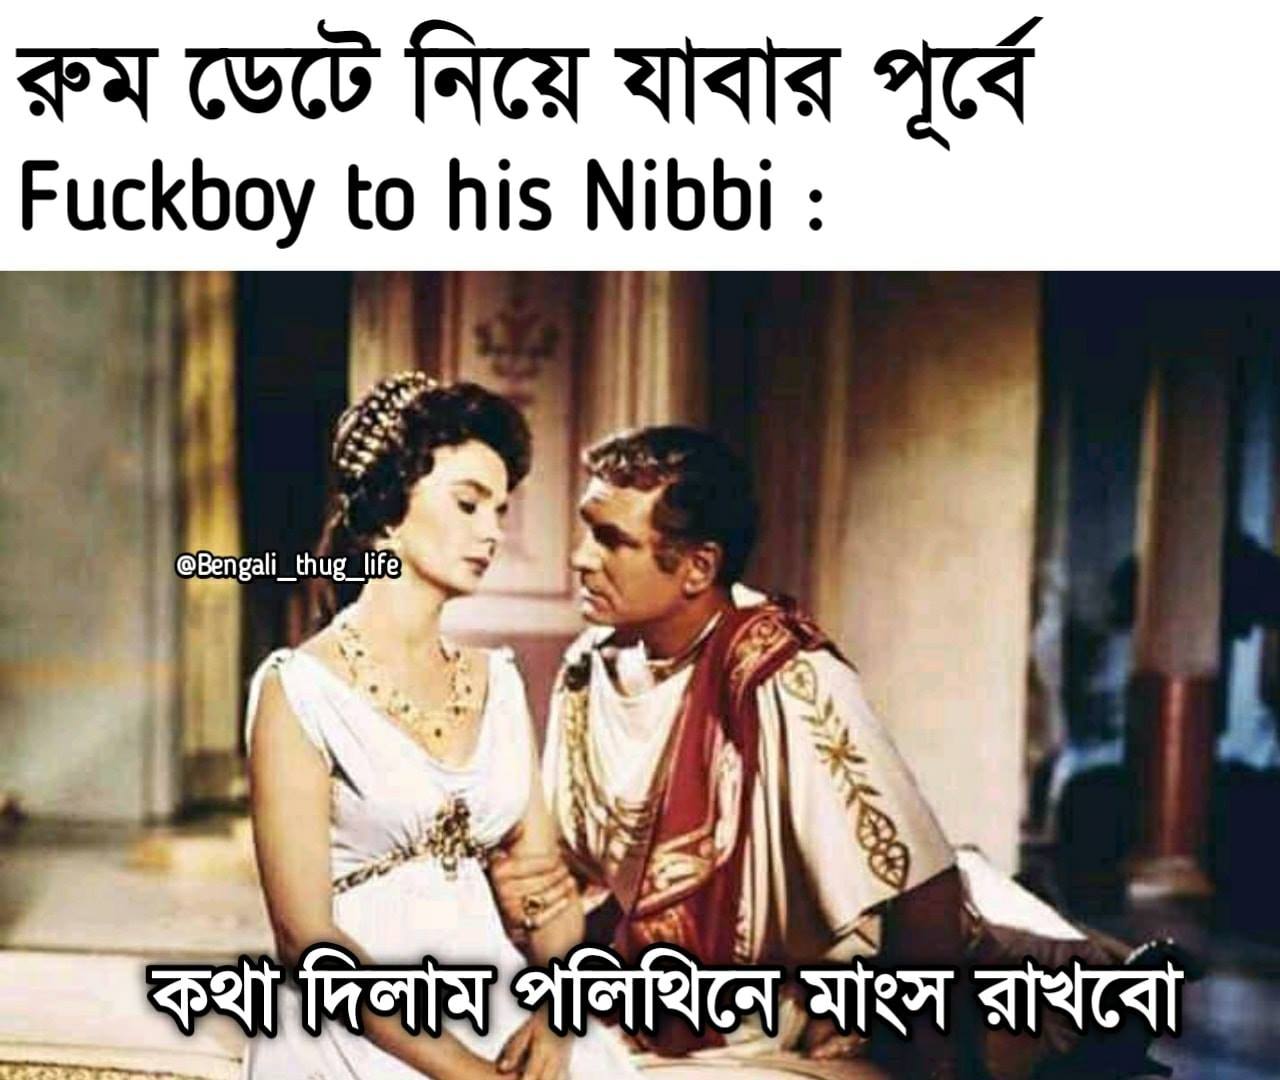 রুম ডেটে নিয়ে যাবার পূর্বে
Fuckboy to his Nibbi :
@Bengali_thug_life
কথা দিলাম পলিথিনে মাংস রাখবো